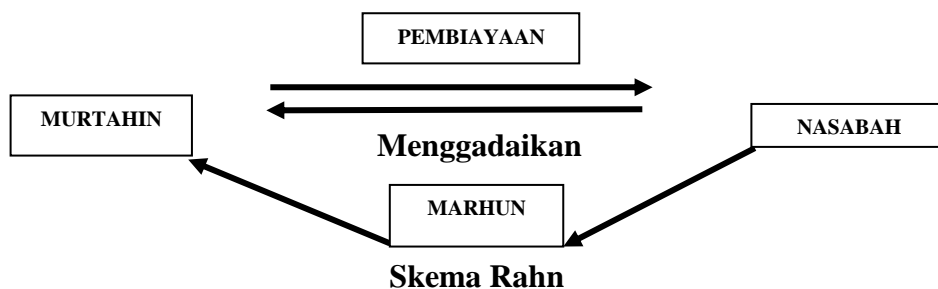 PEMBIAYAAN
MURTAHIN
NASABAH
Menggadaikan
MARHUN
Skema Rahn